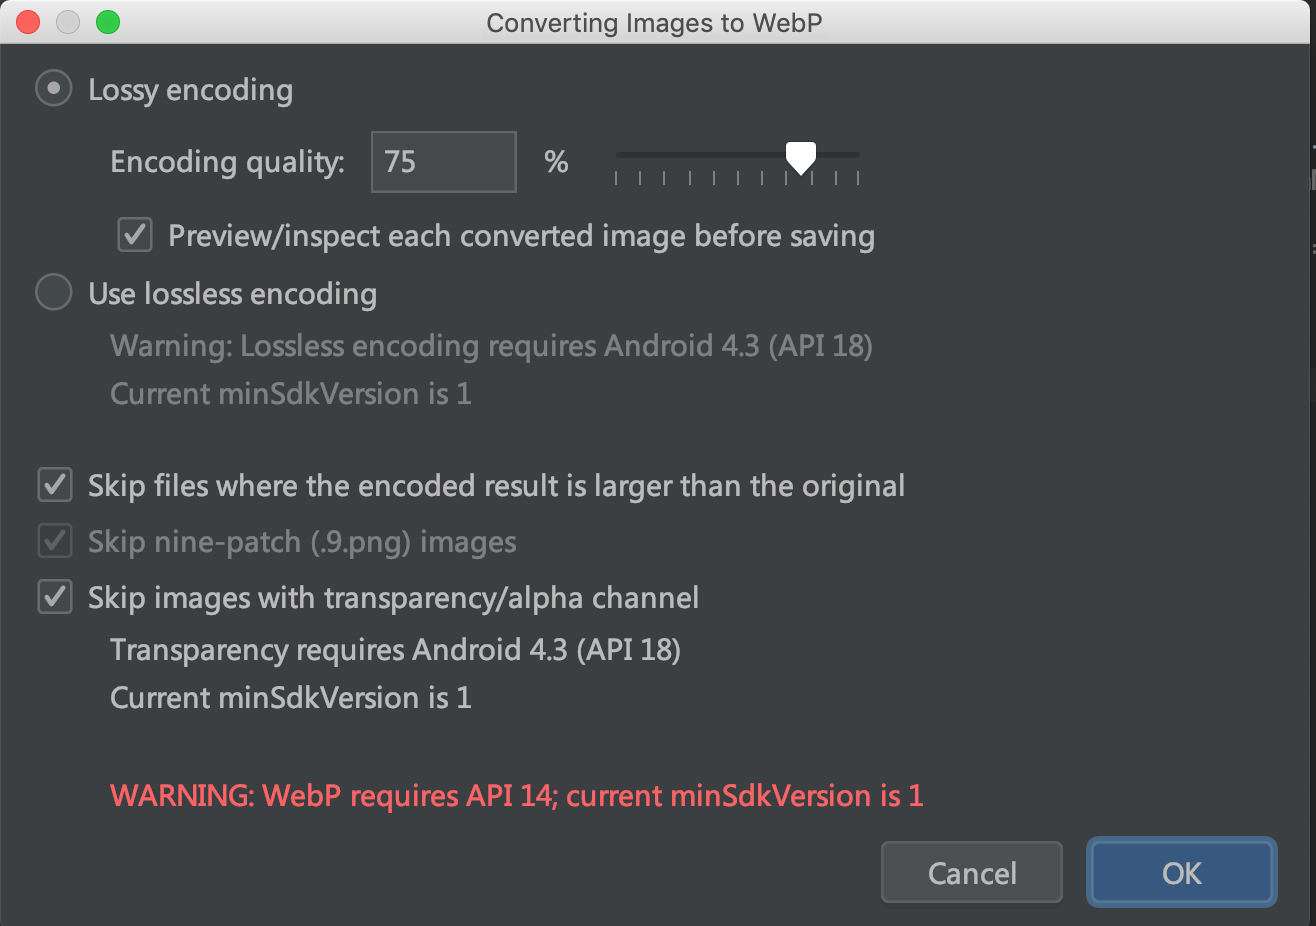 Converting Images to WebP
Lossy encoding
Encoding quality: 75 %
Preview/inspect each converted image before saving
Use lossless encoding
Warning: Lossless encoding requires Android 4.3 (API 18)
Current minSdkVersion is 1
Skip files where the encoded result is larger than the original
Skip nine-patch (.9.png) images
Skip images with transparency/alpha channel
Transparency requires Android 4.3 (API 18)
Current minSdkVersion is 1
WARNING: WebP requires API 14; current minSdkVersion is 1
Cancel OK